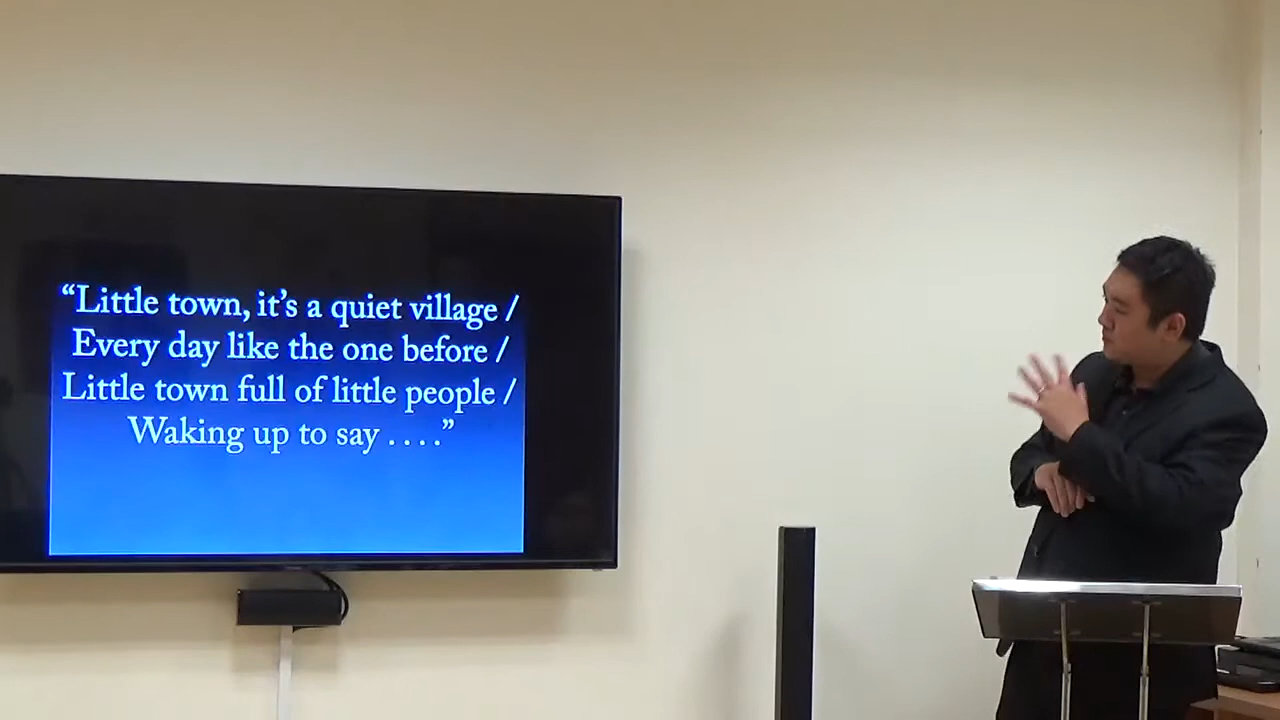 “Little town, it’s a quiet village /
Every day like the one before /
Little town full of little people /
Waking up to say . . . .”